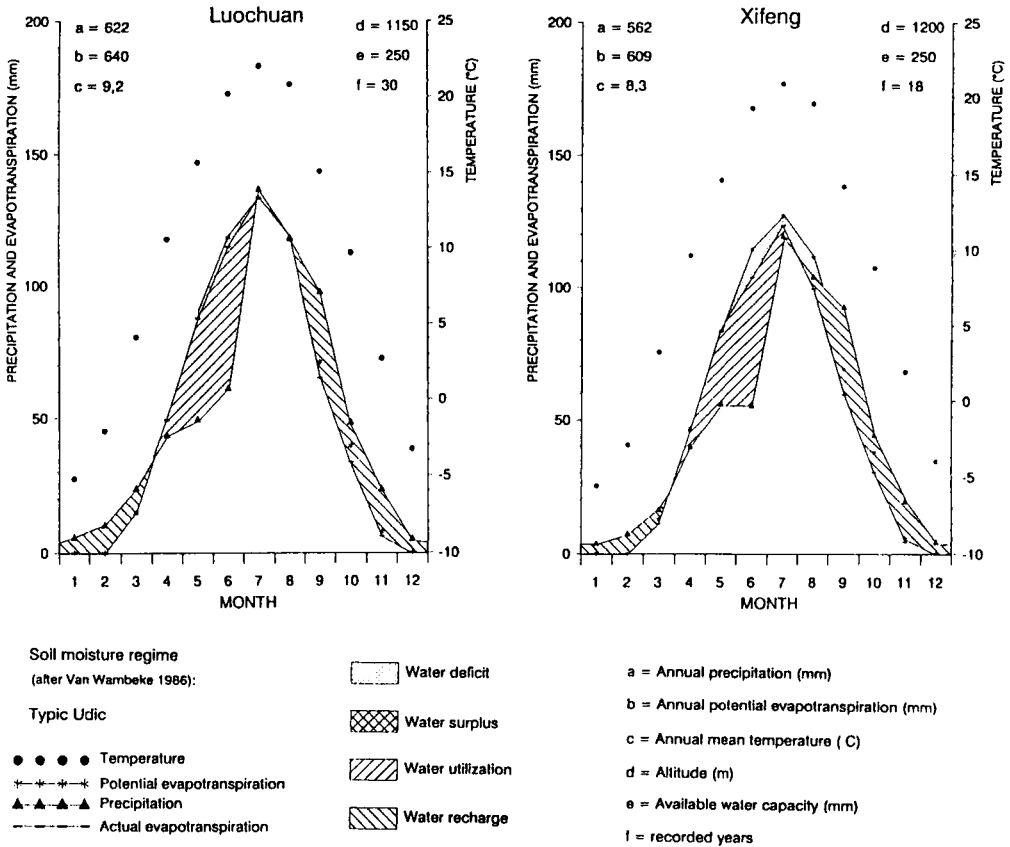 Luochuan
a = 622
b = 640
c = 9,2
d = 1150
e = 250
f = 30
PRECIPITATION AND EVAPOTRANSPIRATION (mm)
200
150
100
50
0
TEMPERATURE (°C)
25
20
15
10
5
0
-5
-10
1 2 3 4 5 6 7 8 9 10 11 12
MONTH
Xifeng
a = 562
b = 609
c = 8,3
d = 1200
e = 250
f = 18
PRECIPITATION AND EVAPOTRANSPIRATION (mm)
200
150
100
50
0
TEMPERATURE (°C)
25
20
15
10
5
0
-5
-10
1 2 3 4 5 6 7 8 9 10 11 12
MONTH
Soil moisture regime
(after Van Wambeke 1986):
Typic Udic
Temperature
Potential evapotranspiration
Precipitation
Actual evapotranspiration
Water deficit
Water surplus
Water utilization
Water recharge
a = Annual precipitation (mm)
b = Annual potential evapotranspiration (mm)
c = Annual mean temperature ( C)
d = Altitude (m)
e = Available water capacity (mm)
f = recorded years